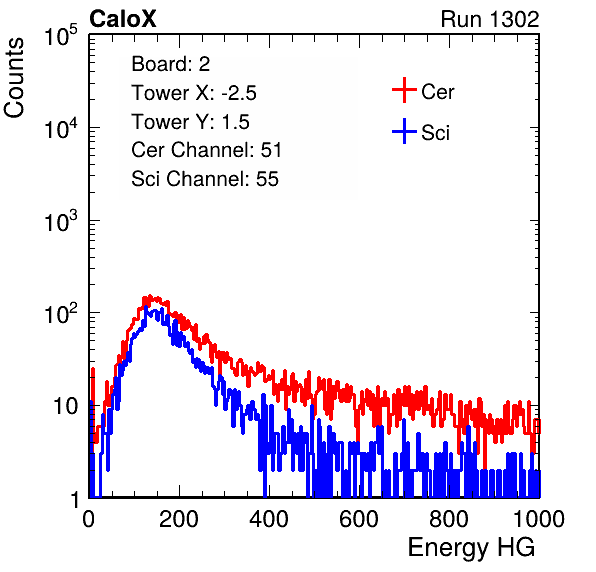 CaloX Run 1302
Counts
Board: 2
Tower X: -2.5
Tower Y: 1.5
Cer Channel: 51
Sci Channel: 55
Cer
Sci
10^5
10^4
10^3
10^2
10
1
0 200 400 600 800 1000
Energy HG